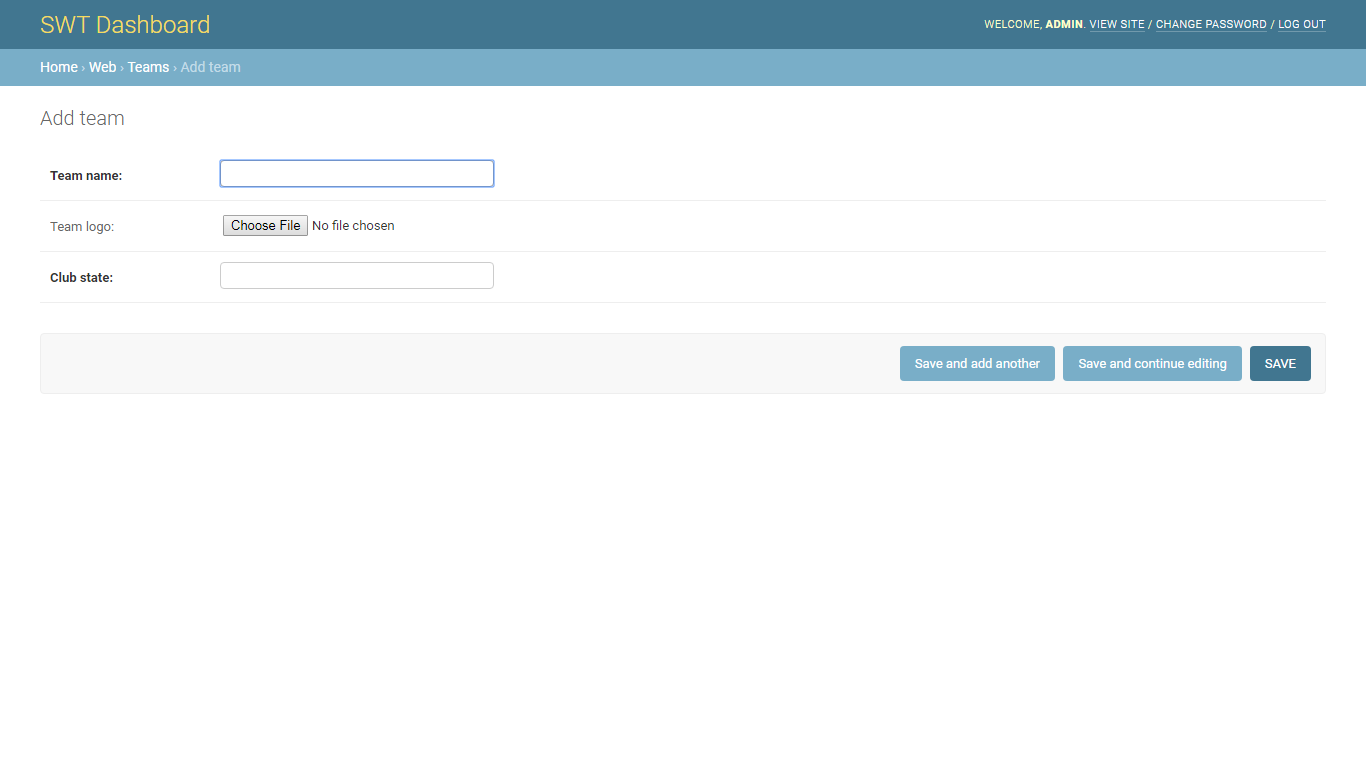 SWT Dashboard
WELCOME, ADMIN. VIEW SITE / CHANGE PASSWORD / LOG OUT
Home › Web › Teams › Add team
Add team
Team name:
Team logo: Choose File No file chosen
Club state:
Save and add another Save and continue editing SAVE